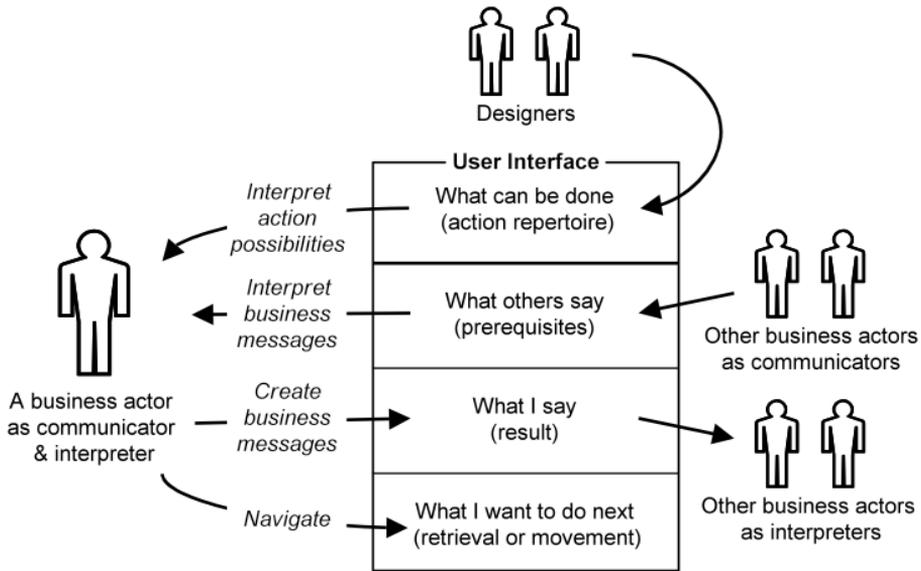 Designers
User Interface
Interpret
action
possibilities
What can be done
(action repertoire)
Interpret
business
messages
What others say
(prerequisites)
Other business actors
as communicators
A business actor
as communicator
& interpreter
Create
business
messages
What I say
(result)
Other business actors
as interpreters
Navigate
What I want to do next
(retrieval or movement)